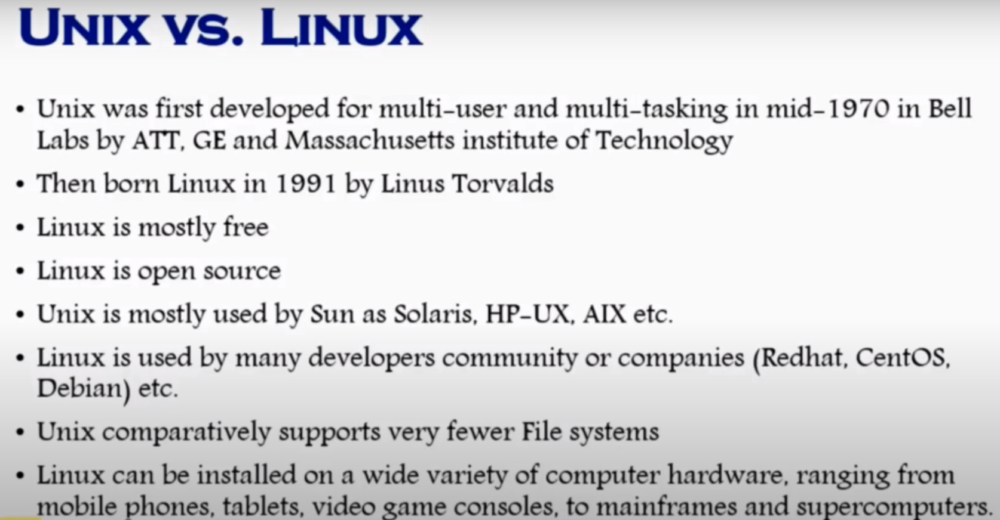 UNIX VS. LINUX
• Unix was first developed for multi-user and multi-tasking in mid-1970 in Bell
Labs by ATT, GE and Massachusetts institute of Technology
• Then born Linux in 1991 by Linus Torvalds
• Linux is mostly free
• Linux is open source
• Unix is mostly used by Sun as Solaris, HP-UX, AIX etc.
• Linux is used by many developers community or companies (Redhat, CentOS,
Debian) etc.
• Unix comparatively supports very fewer File systems
• Linux can be installed on a wide variety of computer hardware, ranging from
mobile phones, tablets, video game consoles, to mainframes and supercomputers.